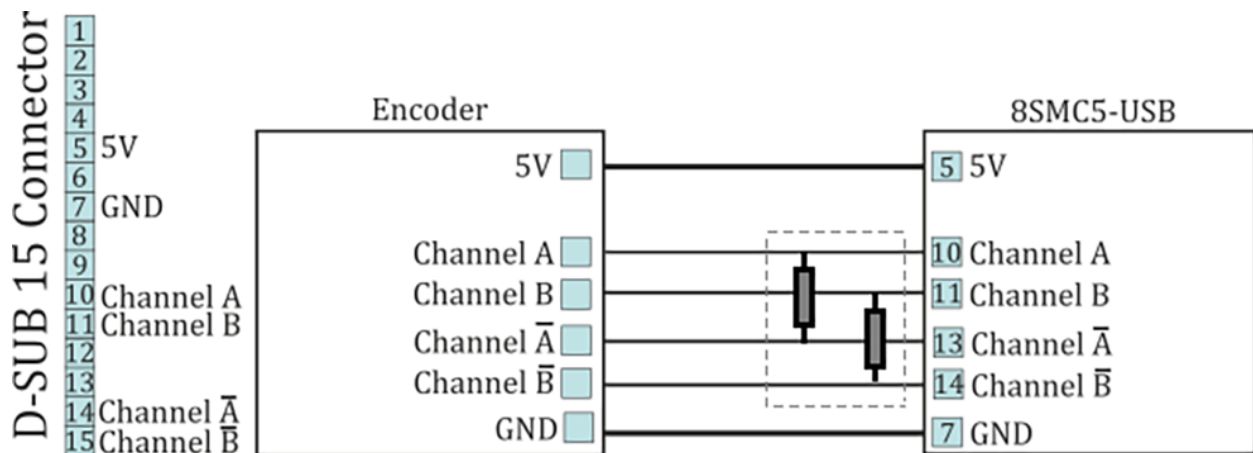 D-SUB 15 Connector
1
2
3
4
5 5V
6
7 GND
8
9
10 Channel A
11 Channel B
12
13
14 Channel A̅
15 Channel B̅
Encoder
5V
Channel A
Channel B
Channel A̅
Channel B̅
GND
8SMC5-USB
5 5V
10 Channel A
11 Channel B
13 Channel A̅
14 Channel B̅
7 GND